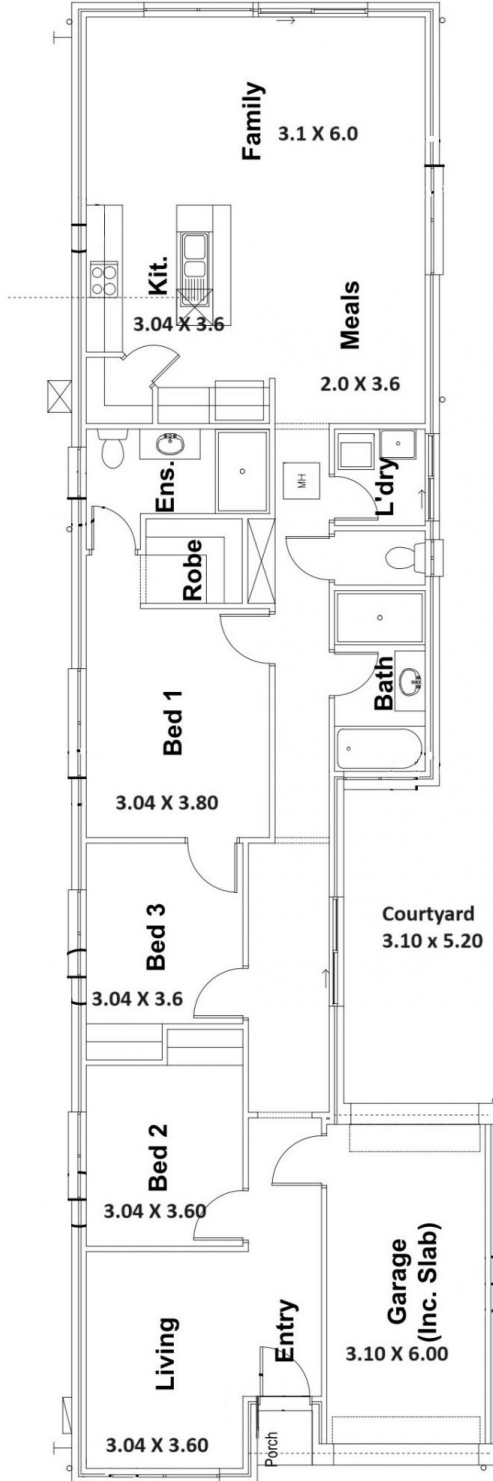 Family
3.1 X 6.0
Kit.
3.04 X 3.6
Meals
2.0 X 3.6
Ens.
MH
L'dry
Robe
Bath
Bed 1
3.04 X 3.80
Bed 3
3.04 X 3.6
Courtyard
3.10 x 5.20
Bed 2
3.04 X 3.60
Garage
(Inc. Slab)
3.10 X 6.00
Living
3.04 X 3.60
Entry
Porch